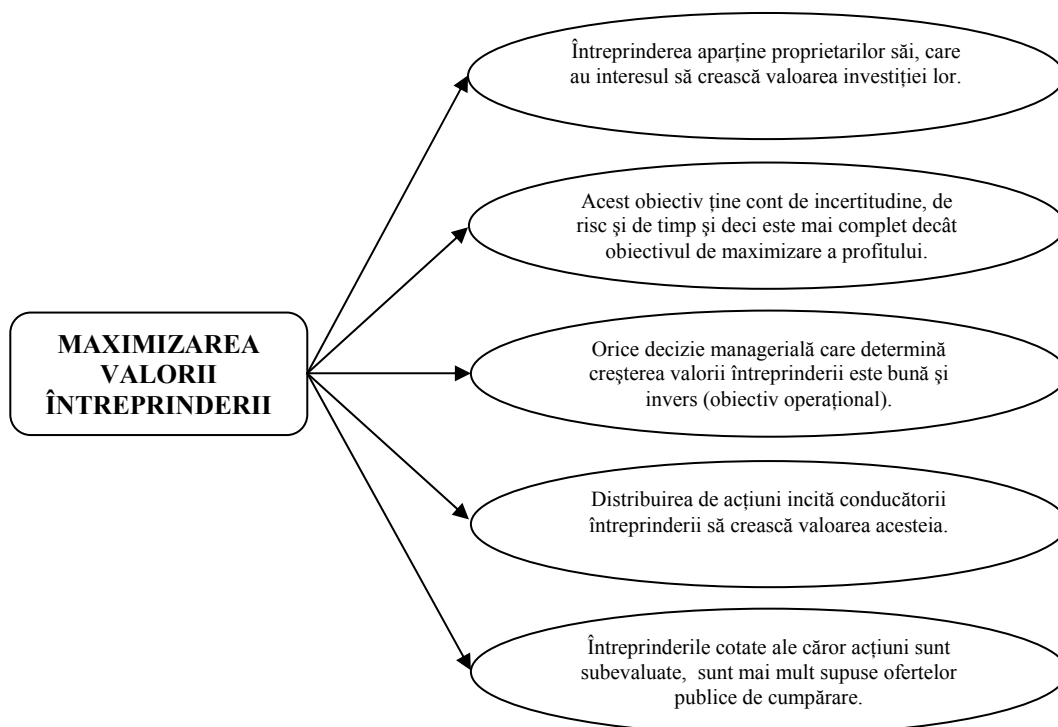 Întreprinderea aparține proprietarilor săi, care
au interesul să crească valoarea investiției lor.
Acest obiectiv ține cont de incertitudine, de
risc şi de timp şi deci este mai complet decât
obiectivul de maximizare a profitului.
MAXIMIZAREA
VALORII
ÎNTREPRINDERII
Orice decizie managerială care determină
creşterea valorii întreprinderii este bună şi
invers (obiectiv operațional).
Distribuirea de acțiuni incită conducătorii
întreprinderii să crească valoarea acesteia.
Întreprinderile cotate ale căror acțiuni sunt
subevaluate, sunt mai mult supuse ofertelor
publice de cumpărare.